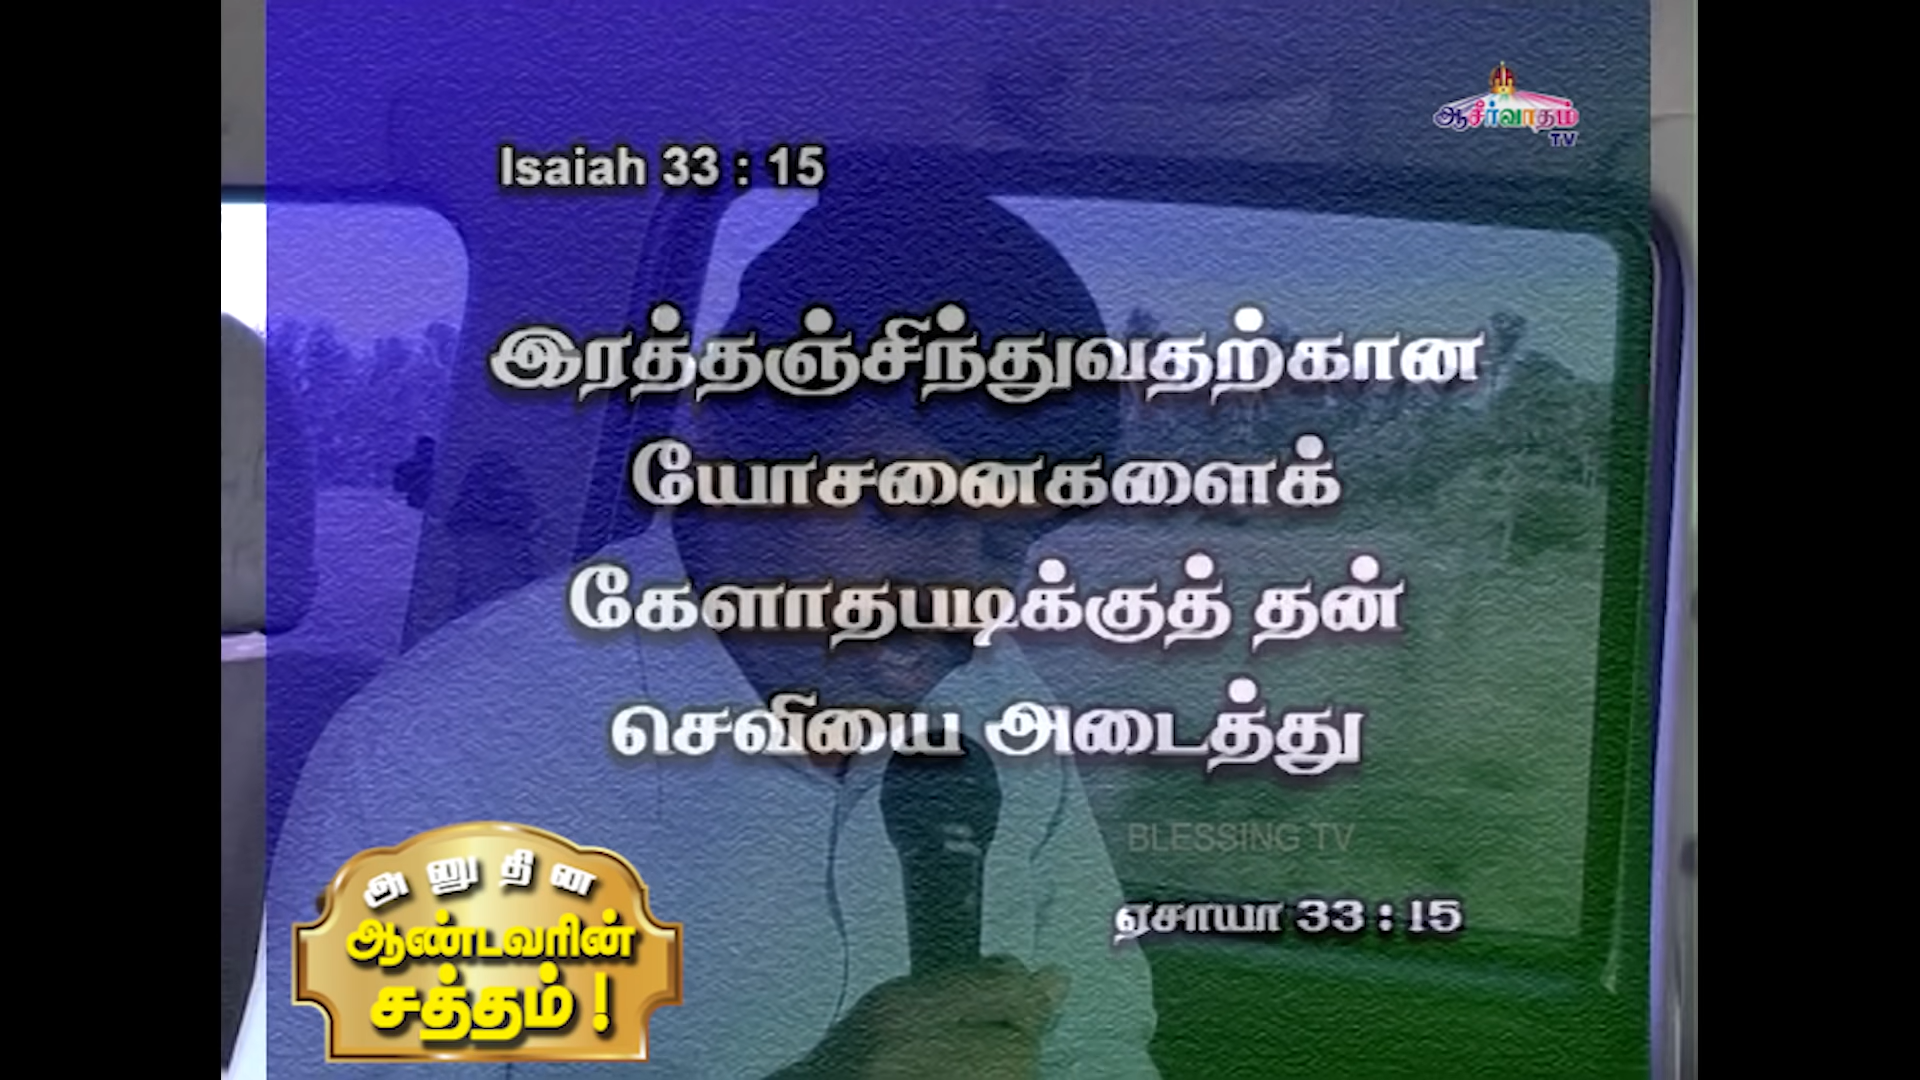 ஆசீர்வாதம்
TV
Isaiah 33 : 15
இரத்தஞ்சிந்துவதற்கான
யோசனைகளைக்
கேளாதபடிக்குத் தன்
செவியை அடைத்து
BLESSING TV
ஏசாயா 33 : 15
அனுதின
ஆண்டவரின்
சத்தம் !